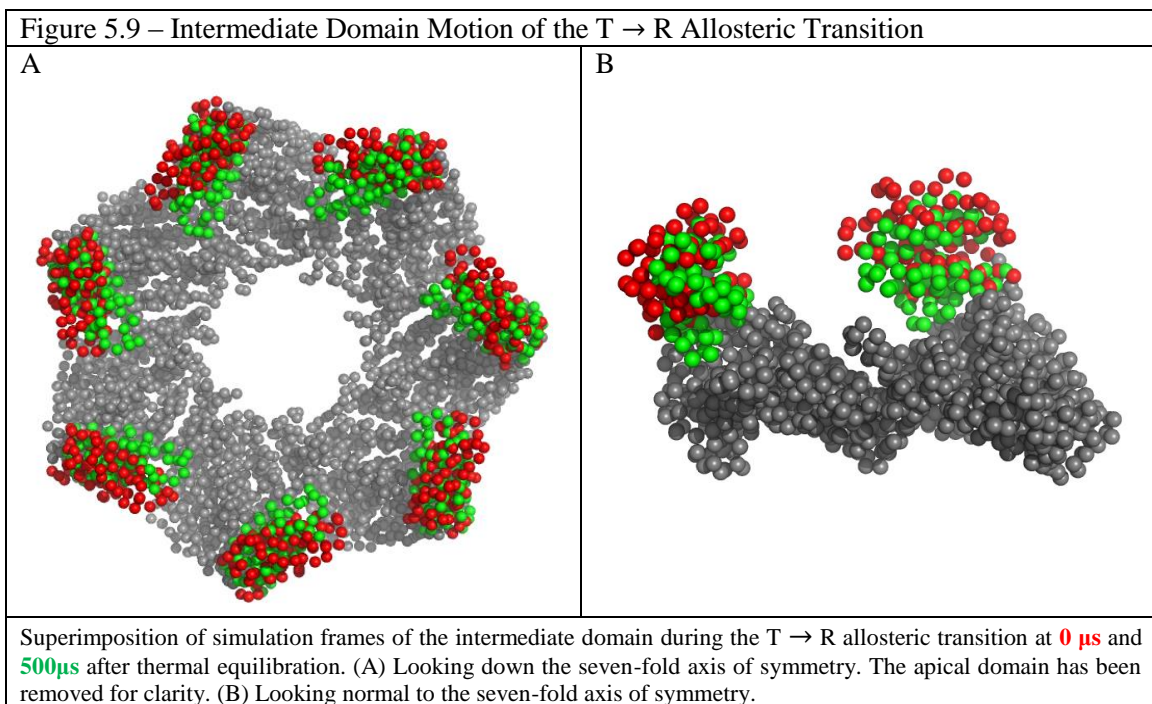 Figure 5.9 – Intermediate Domain Motion of the T → R Allosteric Transition
A
B
Superimposition of simulation frames of the intermediate domain during the T → R allosteric transition at 0 µs and
500µs after thermal equilibration. (A) Looking down the seven-fold axis of symmetry. The apical domain has been
removed for clarity. (B) Looking normal to the seven-fold axis of symmetry.